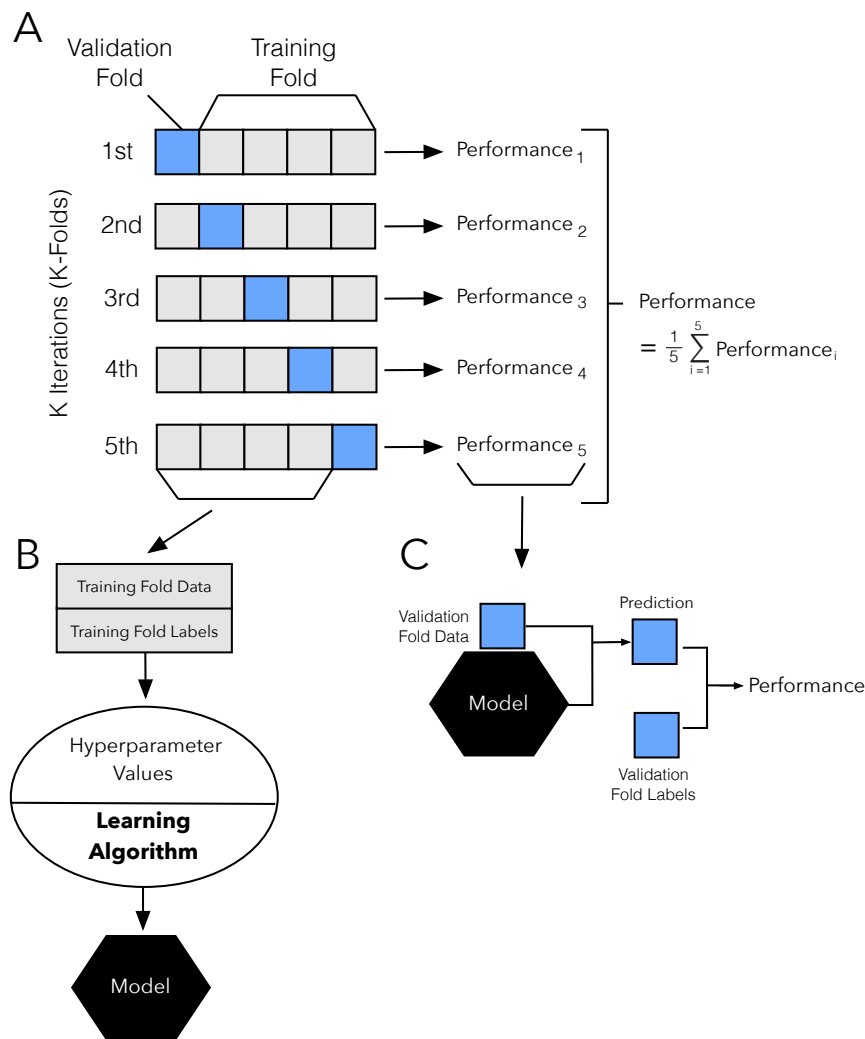 A
Validation
Fold
Training
Fold
K Iterations (K-Folds)
1st
Performance 1
2nd
Performance 2
3rd
Performance 3
4th
Performance 4
5th
Performance 5
Performance
= 1/5 5 ∑ i=1 Performance i
B
Training Fold Data
Training Fold Labels
Hyperparameter
Values
Learning
Algorithm
Model
C
Validation
Fold Data
Model
Prediction
Performance
Validation
Fold Labels